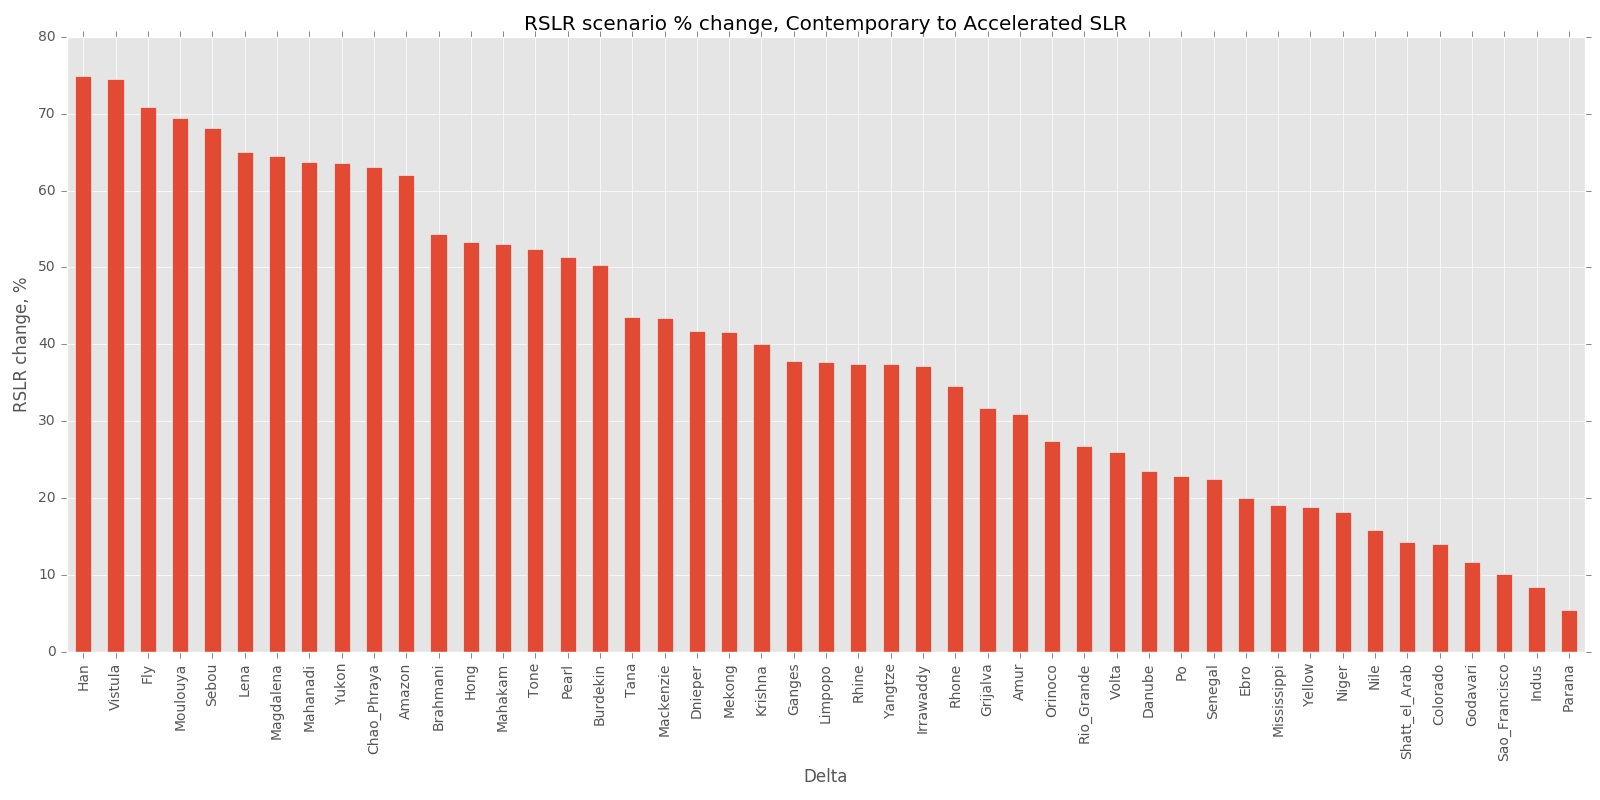 RSLR scenario % change, Contemporary to Accelerated SLR
80
70
60
50
40
30
20
10
0
RSLR change, %
Han
Vistula
Fly
Moulouya
Sebou
Lena
Magdalena
Mahanadi
Yukon
Chao_Phraya
Amazon
Brahmani
Hong
Mahakam
Tone
Pearl
Burdekin
Tana
Mackenzie
Dnieper
Mekong
Krishna
Ganges
Limpopo
Rhine
Yangtze
Irrawaddy
Rhone
Grijalva
Amur
Orinoco
Rio_Grande
Volta
Danube
Po
Senegal
Ebro
Mississippi
Yellow
Niger
Nile
Shatt_el_Arab
Colorado
Godavari
Sao_Francisco
Indus
Parana
Delta